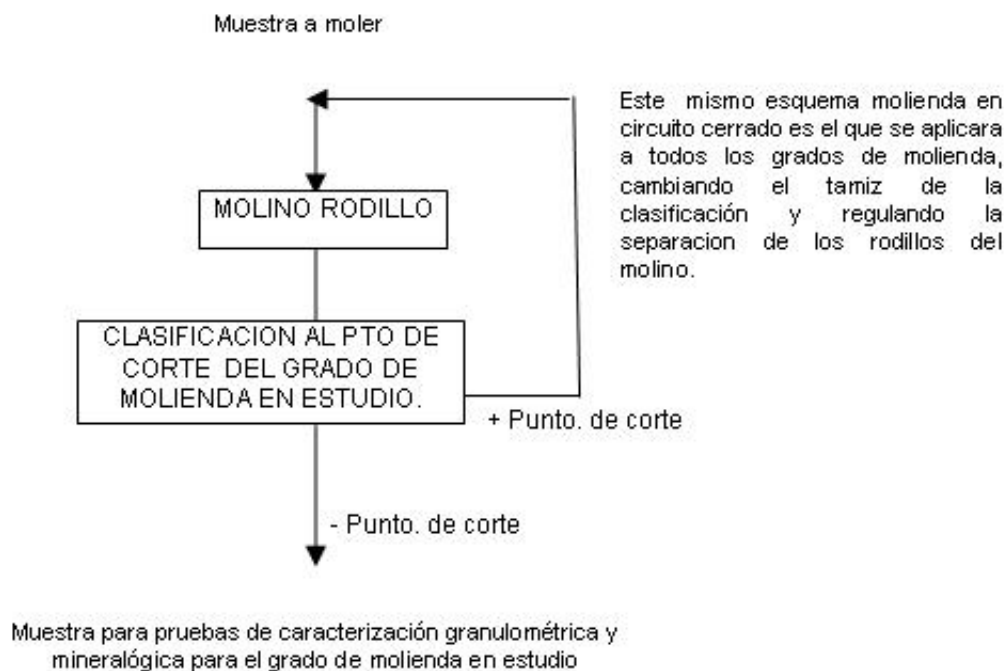 Muestra a moler
Este mismo esquema molienda en
circuito cerrado es el que se aplicara
a todos los grados de molienda,
cambiando el tamiz de la
clasificación y regulando la
separacion de los rodillos del
molino.
MOLINO RODILLO
CLASIFICACION AL PTO DE
CORTE DEL GRADO DE
MOLIENDA EN ESTUDIO.
+ Punto. de corte
- Punto. de corte
Muestra para pruebas de caracterización granulométrica y
mineralógica para el grado de molienda en estudio